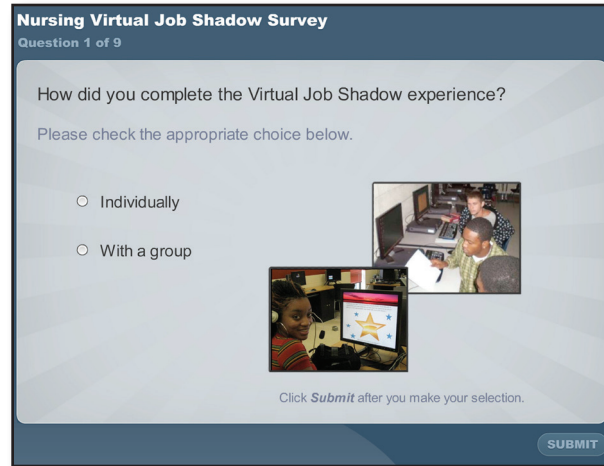 Nursing Virtual Job Shadow Survey
Question 1 of 9
How did you complete the Virtual Job Shadow experience?
Please check the appropriate choice below.
Individually
With a group
Click Submit after you make your selection.
SUBMIT